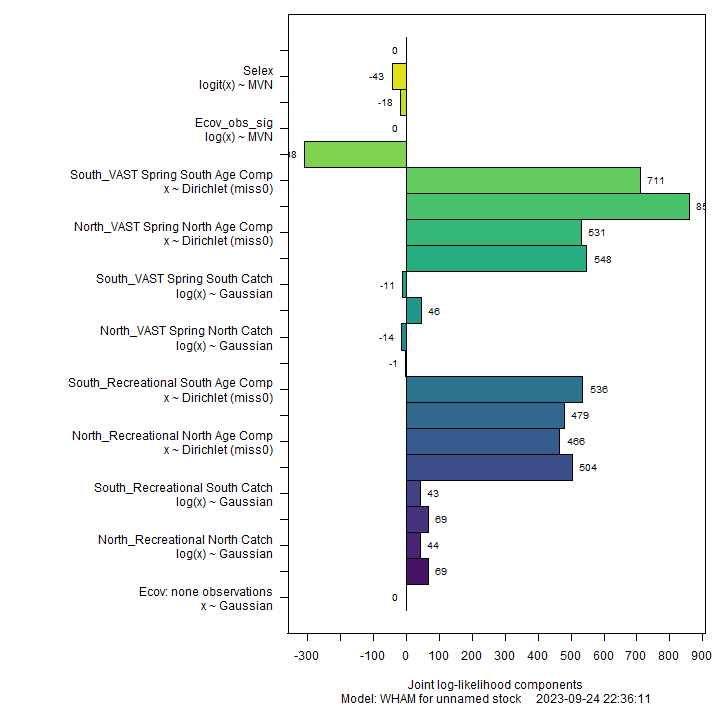 0
Selex
logit(x) ~ MVN
-43
-18
Ecov_obs_sig
log(x) ~ MVN
0
South_VAST Spring South Age Comp
x ~ Dirichlet (miss0)
711
North_VAST Spring North Age Comp
x ~ Dirichlet (miss0)
531
548
South_VAST Spring South Catch
log(x) ~ Gaussian
-11
46
North_VAST Spring North Catch
log(x) ~ Gaussian
-14
-1
South_Recreational South Age Comp
x ~ Dirichlet (miss0)
536
479
North_Recreational North Age Comp
x ~ Dirichlet (miss0)
466
504
South_Recreational South Catch
log(x) ~ Gaussian
43
69
North_Recreational North Catch
log(x) ~ Gaussian
44
69
Ecov: none observations
x ~ Gaussian
0
-300 -100 0 100 200 300 400 500 600 700 800 900
Joint log-likelihood components
Model: WHAM for unnamed stock 2023-09-24 22:36:11